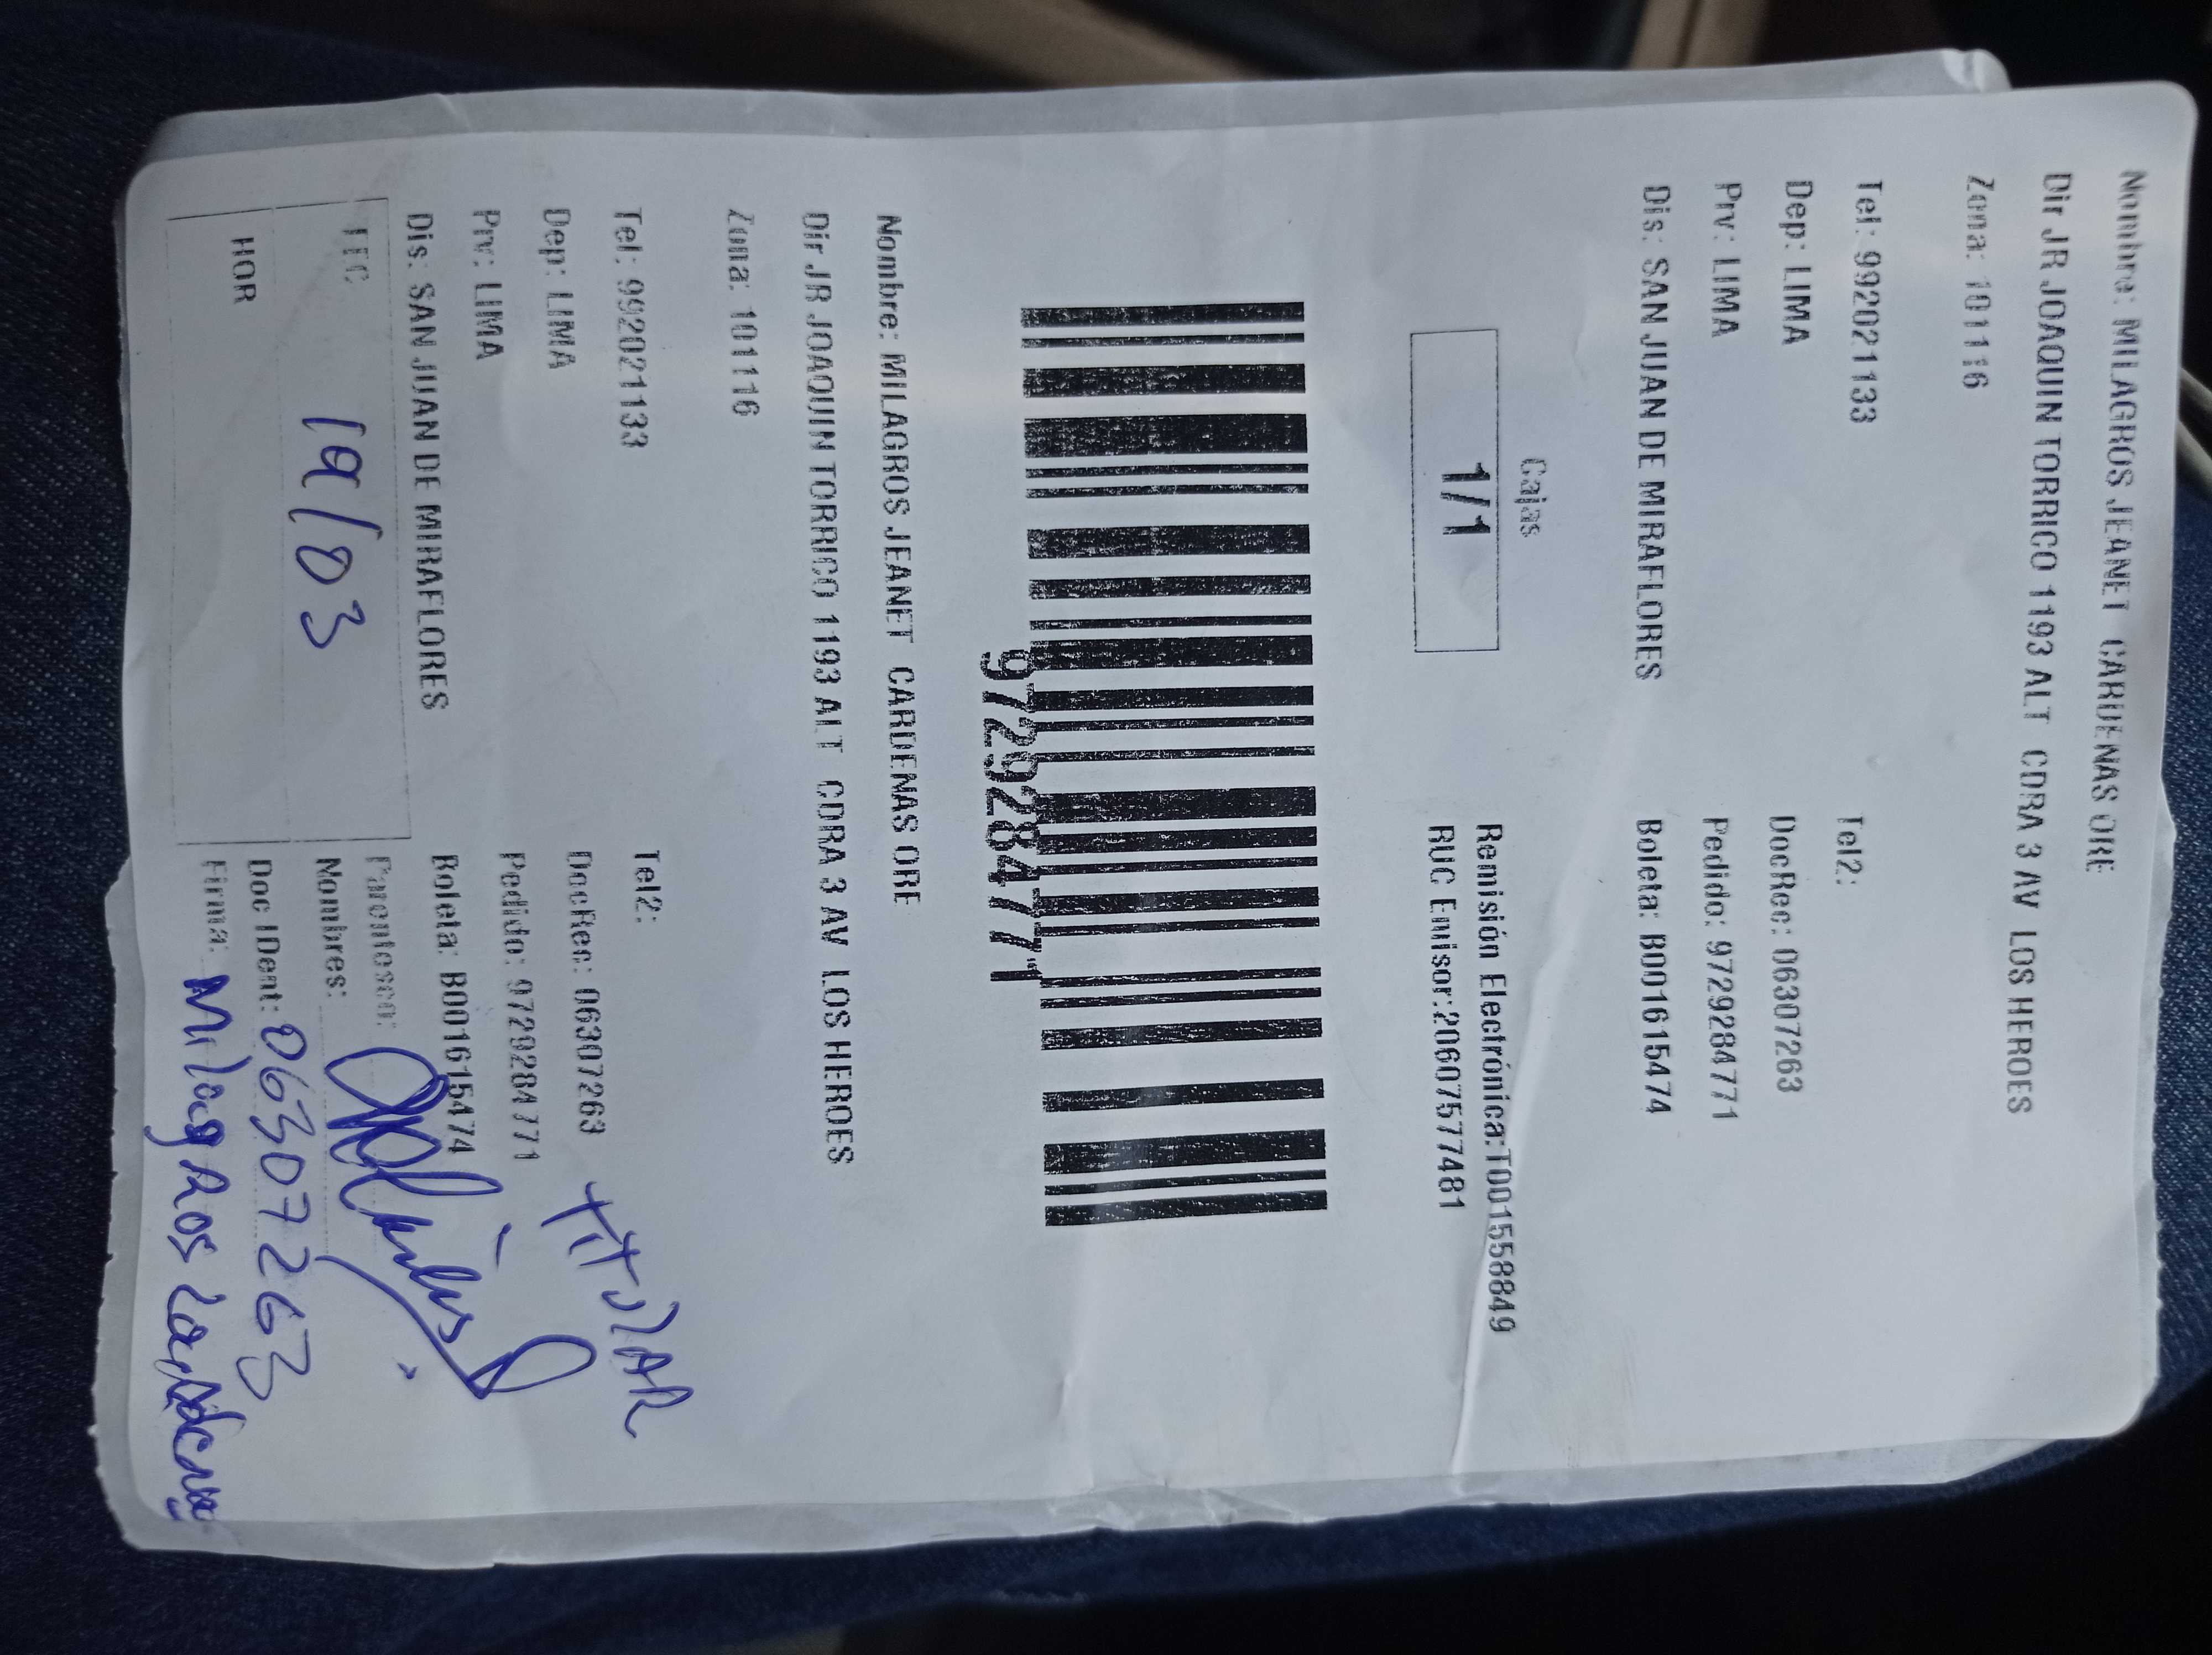 Nombre: MILAGROS JEANET CARDENAS ORE
Dir JR JOAQUIN TORRICO 1193 ALT CDRA 3 AV LOS HEROES
Zona: 101116
Tel: 992021133 Tel2:
Dep: LIMA DocRec: 06307263
Prv: LIMA Pedido: 9729284771
Dis: SAN JUAN DE MIRAFLORES Boleta: B001615474
Cajas
1/1
Remisión Electrónica:T001558849
RUC Emisor:20607577481
9729284771
Nombre: MILAGROS JEANET CARDENAS ORE
Dir JR JOAQUIN TORRICO 1193 ALT CDRA 3 AV LOS HEROES
Zona: 101116
Tel: 992021133 Tel2:
Dep: LIMA DocRec: 06307263
Prv: LIMA Pedido: 9729284771
Dis: SAN JUAN DE MIRAFLORES Boleta: B001615474
TITULAR
FEC 19/03
HOR
Parentesco:
Nombres:
Doc IDent: 06307263
Firma: Milagros